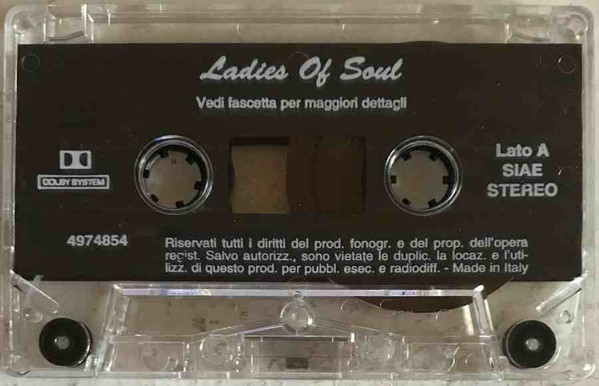 Ladies Of Soul
Vedi fascetta per maggiori dettagli
Lato A
SIAE
STEREO
DOLBY SYSTEM
4974854
Riservati tutti i diritti del prod. fonogr. e del prop. dell'opera
regist. Salvo autorizz., sono vietate le duplic. la locaz. e l'uti-
lizz. di questo prod. per pubbl. esec. e radiodiff. - Made in Italy